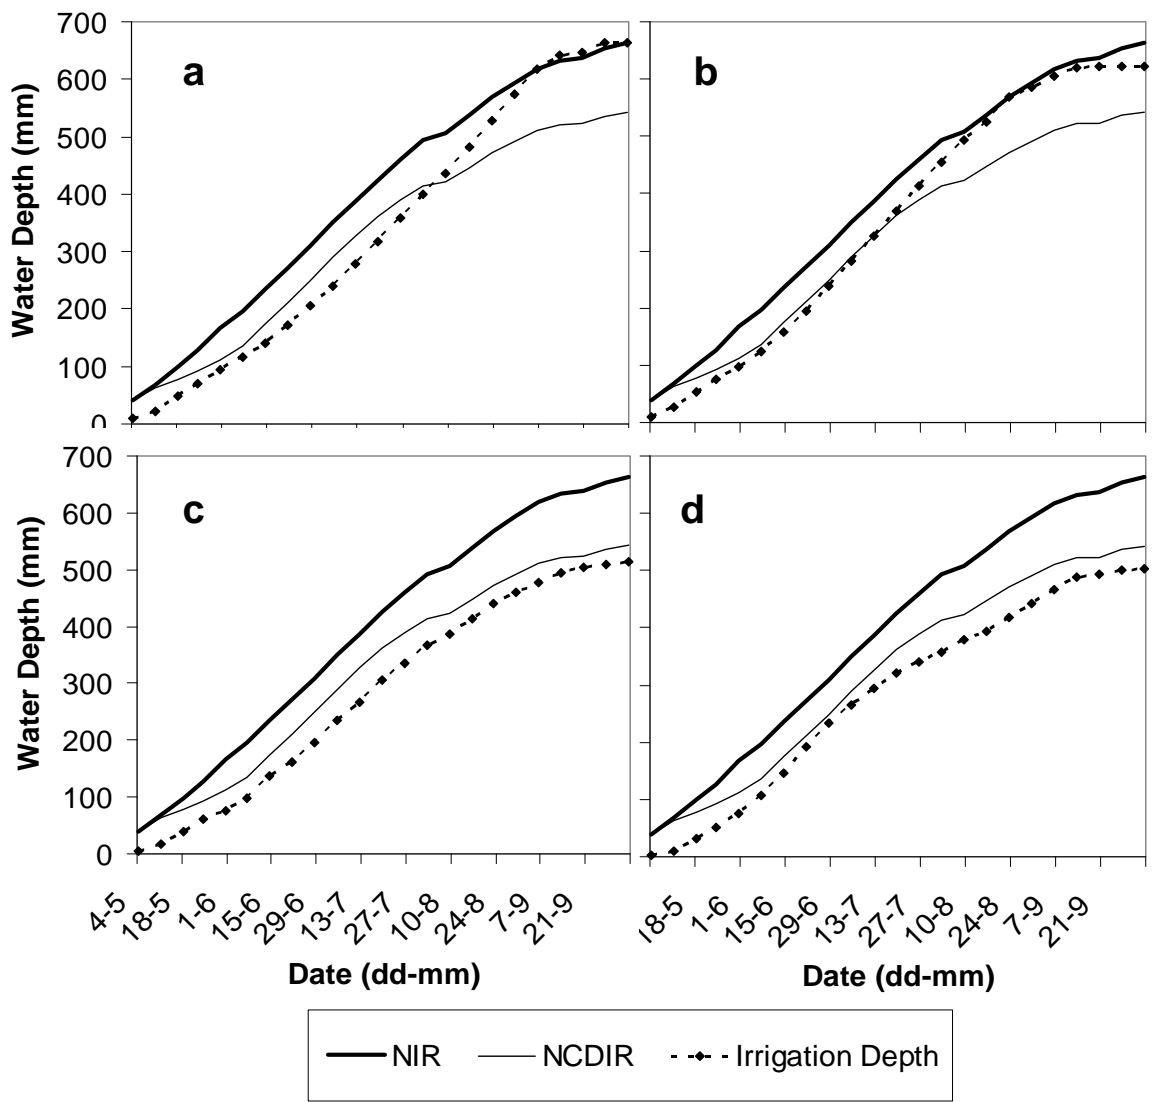 a
b
700
600
500
400
300
200
100
0
Water Depth (mm)
c
d
700
600
500
400
300
200
100
0
Water Depth (mm)
4-5 18-5 1-6 15-6 29-6 13-7 27-7 10-8 24-8 7-9 21-9
18-5 1-6 15-6 29-6 13-7 27-7 10-8 24-8 7-9 21-9
Date (dd-mm)
Date (dd-mm)
NIR NCDIR Irrigation Depth